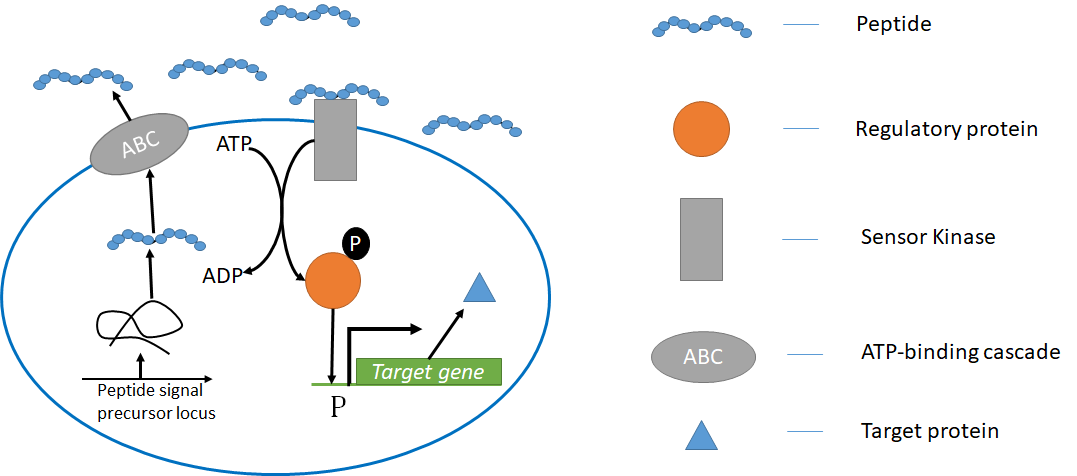 Peptide
ABC
ATP
Regulatory protein
P
Sensor Kinase
ADP
ABC
ATP-binding cascade
Target gene
Peptide signal
precursor locus
P
Target protein